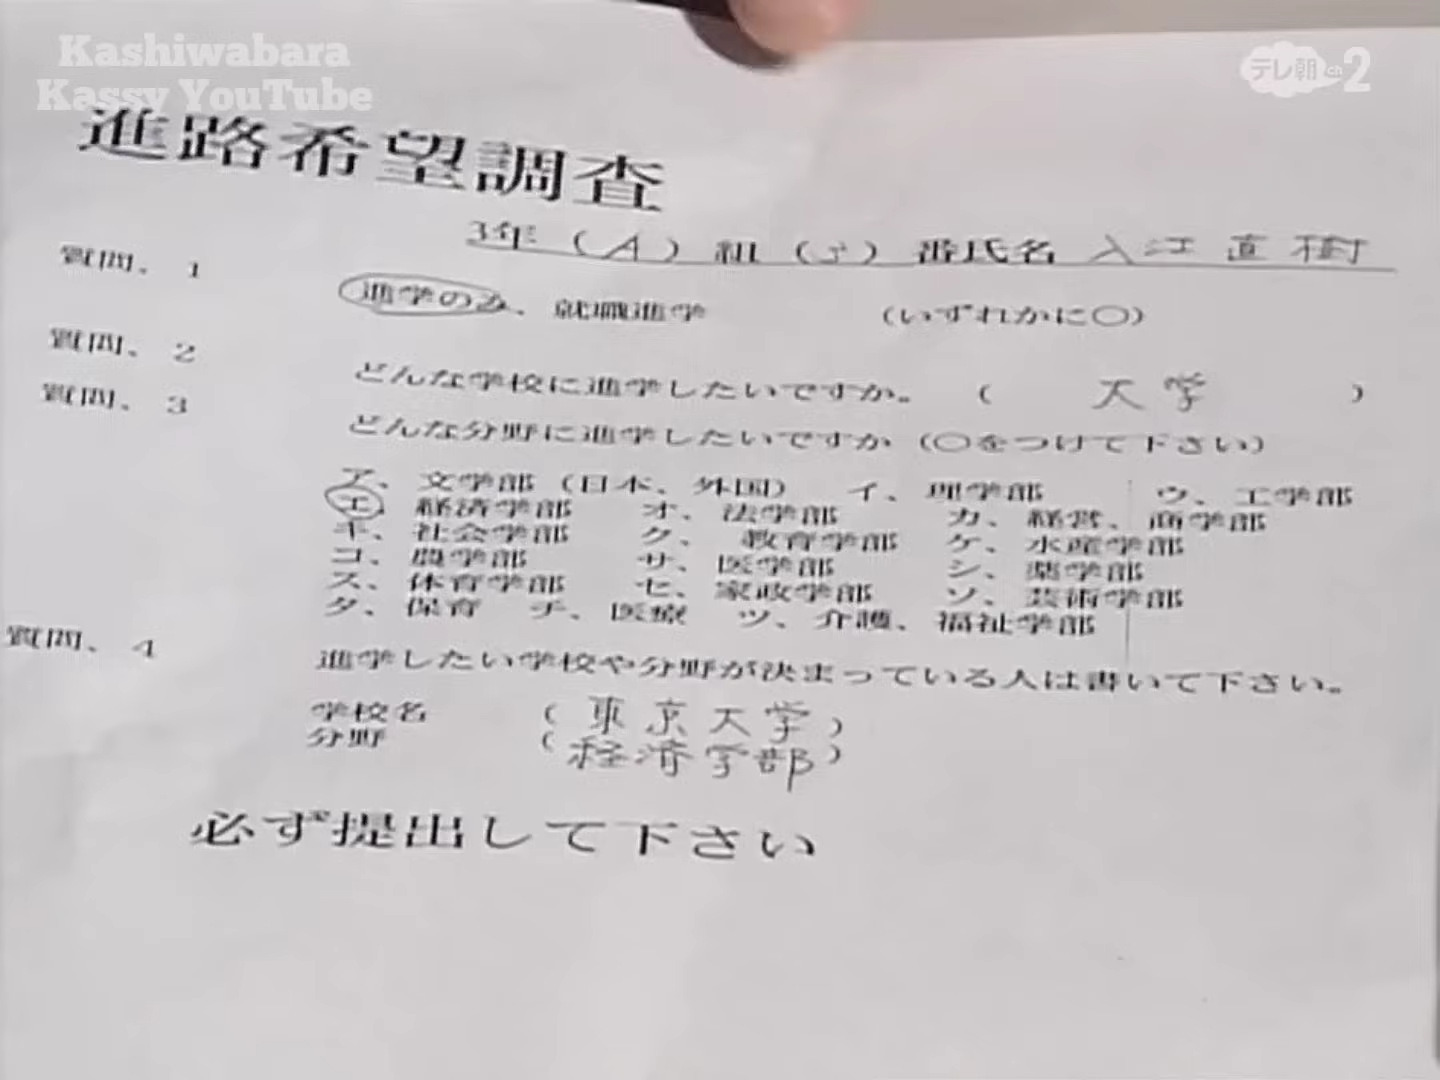 Kashiwabara
Kassy YouTube
テレ朝ch2
進路希望調査
3年（A）組（5）番氏名 入江直樹
質問、1
進学のみ、就職進学 （いずれかに○）
質問、2
どんな学校に進学したいですか。（ 大学 ）
質問、3
どんな分野に進学したいですか（○をつけて下さい）
ア、文学部（日本、外国） イ、理学部 ウ、工学部
エ、経済学部 オ、法学部 カ、経営、商学部
キ、社会学部 ク、教育学部 ケ、水産学部
コ、農学部 サ、医学部 シ、薬学部
ス、体育学部 セ、家政学部 ソ、芸術学部
タ、保育 チ、医療 ツ、介護、福祉学部
質問、4
進学したい学校や分野が決まっている人は書いて下さい。
学校名 （東京大学）
分野 （経済学部）
必ず提出して下さい